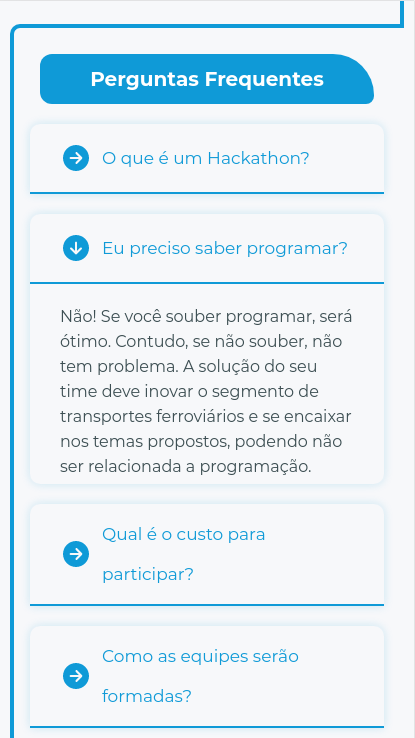 Perguntas Frequentes
O que é um Hackathon?
Eu preciso saber programar?
Não! Se você souber programar, será
ótimo. Contudo, se não souber, não
tem problema. A solução do seu
time deve inovar o segmento de
transportes ferroviários e se encaixar
nos temas propostos, podendo não
ser relacionada a programação.
Qual é o custo para
participar?
Como as equipes serão
formadas?